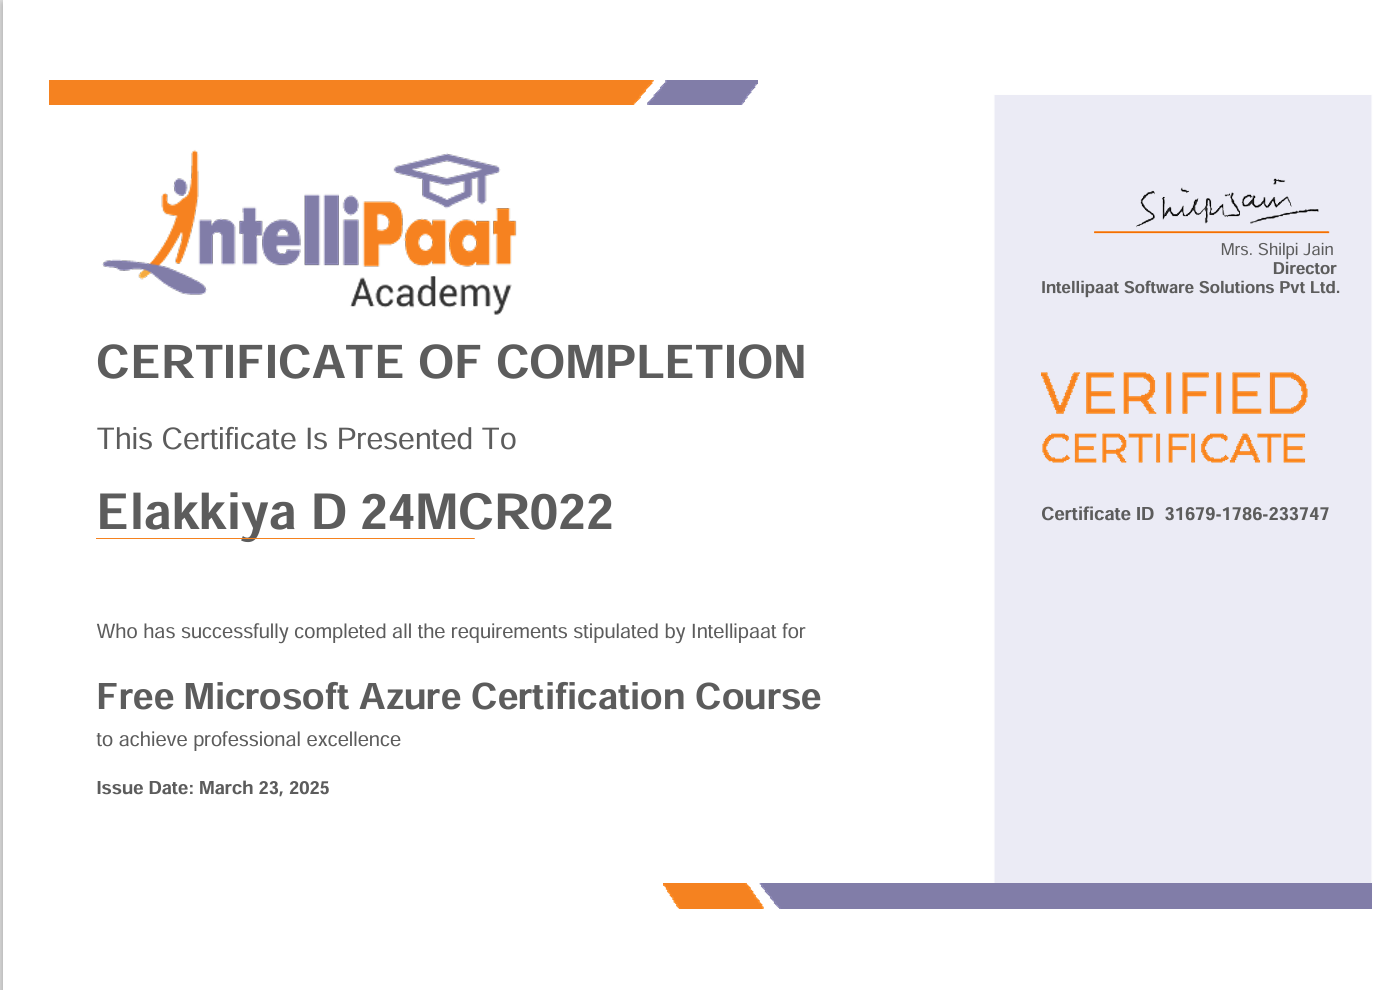 IntelliPaat
Academy
CERTIFICATE OF COMPLETION
This Certificate Is Presented To
Elakkiya D 24MCR022
Who has successfully completed all the requirements stipulated by Intellipaat for
Free Microsoft Azure Certification Course
to achieve professional excellence
Issue Date: March 23, 2025
Shilpi Jain
Mrs. Shilpi Jain
Director
Intellipaat Software Solutions Pvt Ltd.
VERIFIED
CERTIFICATE
Certificate ID 31679-1786-233747